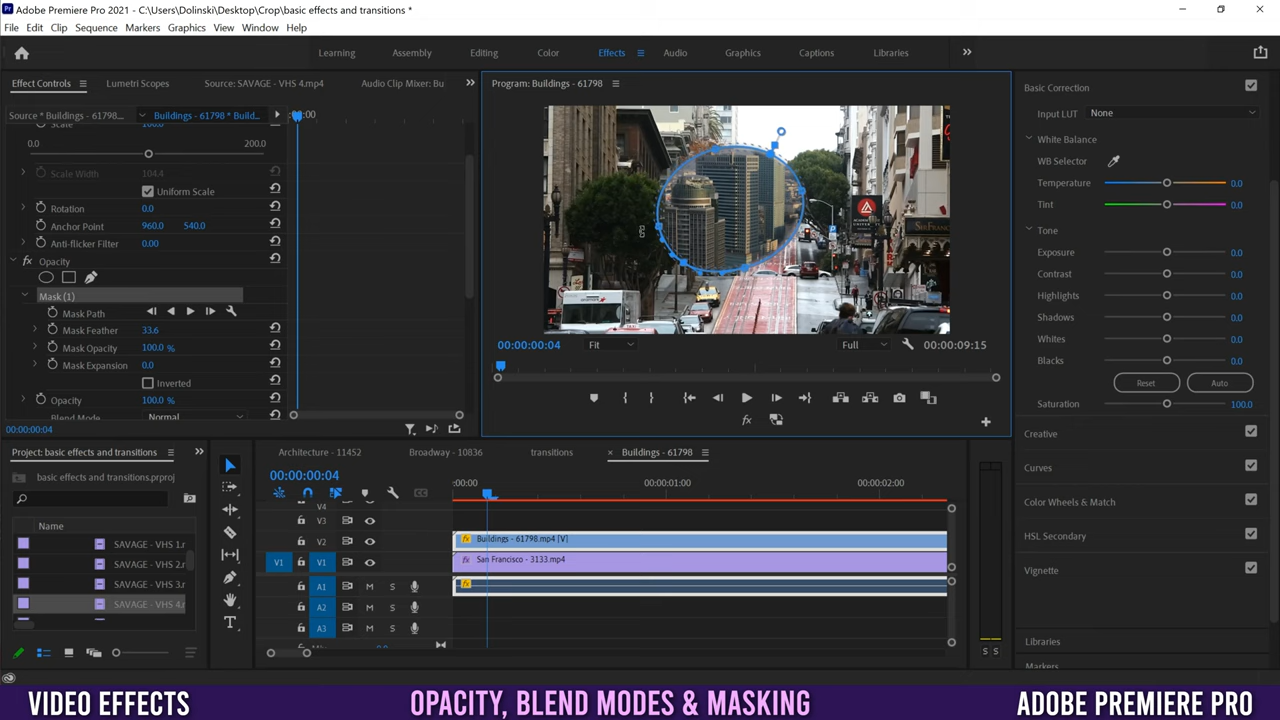 Adobe Premiere Pro 2021 - C:\Users\Dolinski\Desktop\Crop\basic effects and transitions *
File Edit Clip Sequence Markers Graphics View Window Help
Learning Assembly Editing Color Effects Audio Graphics Captions Libraries
Effect Controls Lumetri Scopes Source: SAVAGE - VHS 4.mp4 Audio Clip Mixer: Bu
Program: Buildings - 61798
Source * Buildings - 61798... Buildings - 61798 * Build... :00:00
Scale 100.0
0.0 200.0
Scale Width 104.4
Uniform Scale
Rotation 0.0
Anchor Point 960.0 540.0
Anti-flicker Filter 0.00
fx Opacity
Mask (1)
Mask Path
Mask Feather 33.6
Mask Opacity 100.0 %
Mask Expansion 0.0
Inverted
Opacity 100.0 %
Blend Mode Normal
00:00:00:04
00:00:00:04 Fit Full 00:00:09:15
Basic Correction
Input LUT None
White Balance
WB Selector
Temperature 0.0
Tint 0.0
Tone
Exposure 0.0
Contrast 0.0
Highlights 0.0
Shadows 0.0
Whites 0.0
Blacks 0.0
Reset Auto
Saturation 100.0
Creative
Curves
Color Wheels & Match
HSL Secondary
Vignette
Libraries
Markers
Project: basic effects and transitions
basic effects and transitions.prproj
Name
SAVAGE - VHS 1.r
SAVAGE - VHS 2.r
SAVAGE - VHS 3.r
SAVAGE - VHS 4.r
Architecture - 11452 Broadway - 10836 transitions × Buildings - 61798
00:00:00:04
:00:00 00:00:01:00 00:00:02:00
V4
V3
V2 fx Buildings - 61798.mp4 [V]
V1 V1 fx San Francisco - 3133.mp4
A1 M S fx
A2 M S
A3 M S
0.0
S S
VIDEO EFFECTS
OPACITY, BLEND MODES & MASKING
ADOBE PREMIERE PRO